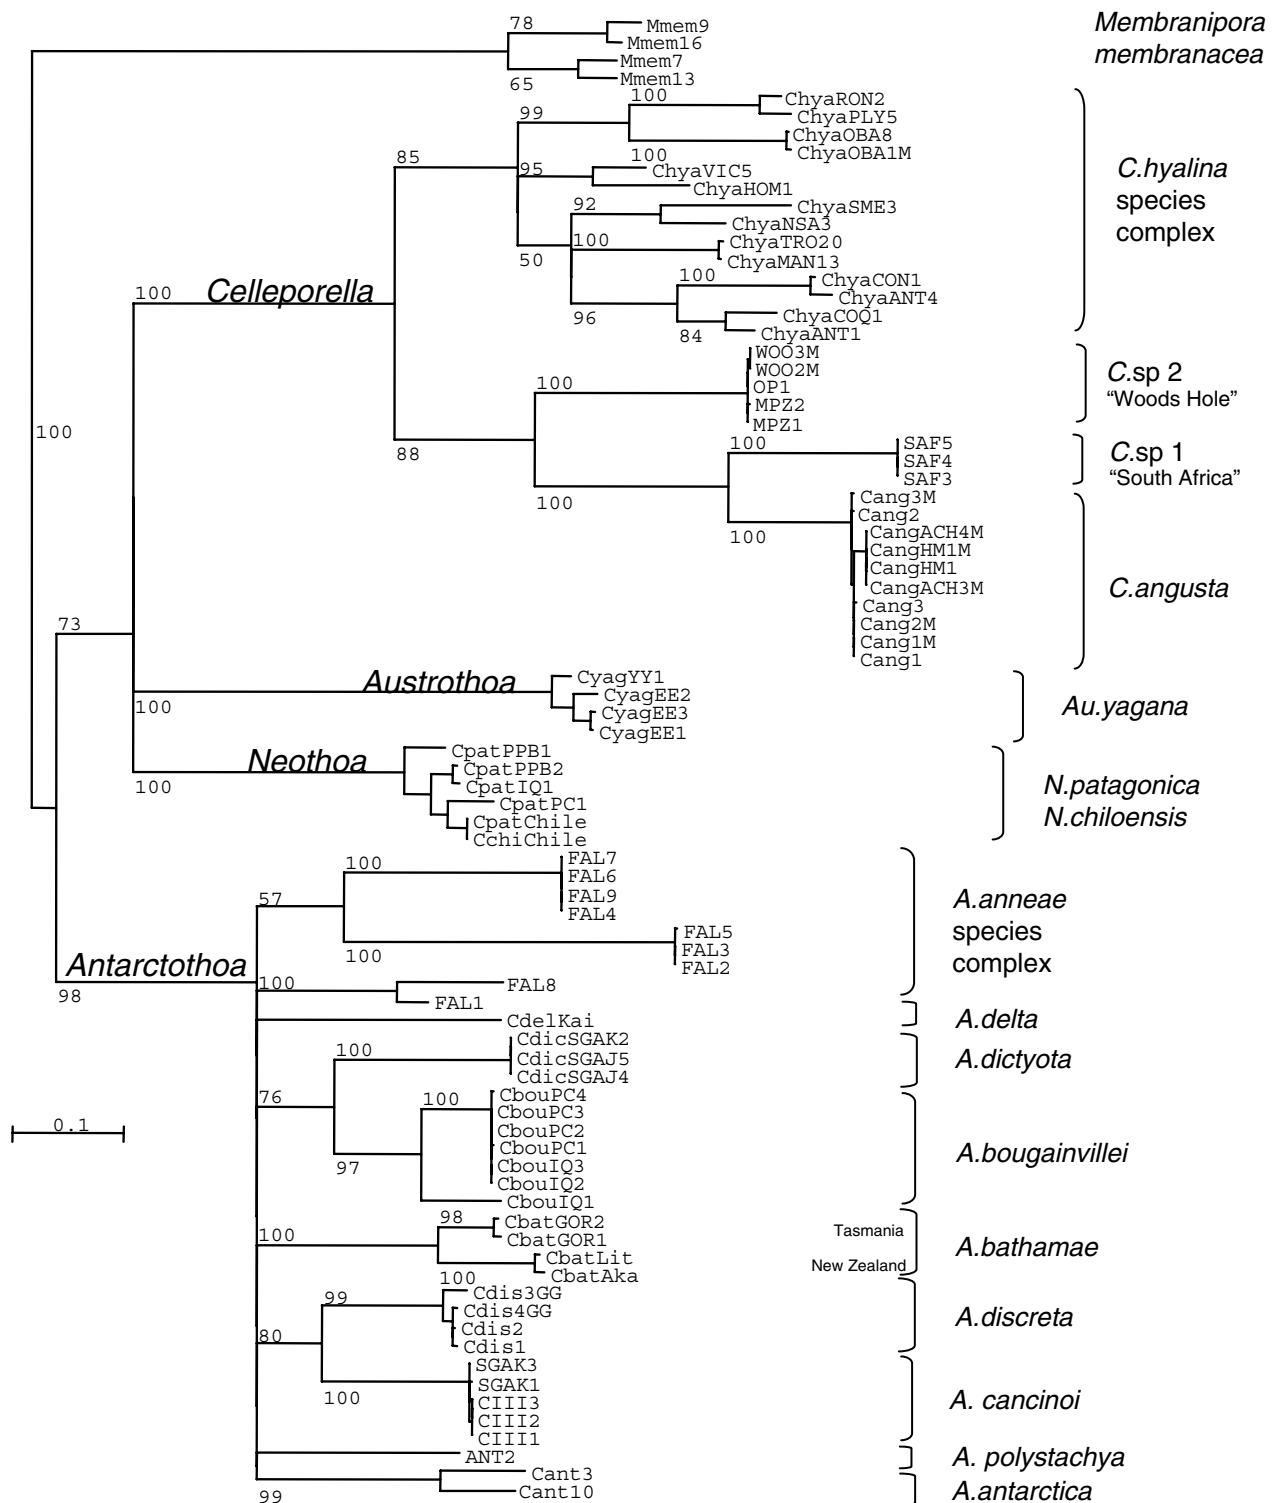 78
Mmem9
Mmem16
Mmem7
Mmem13
65
Membranipora
membranacea
100
ChyaRON2
99
ChyaPLY5
ChyaOBA8
ChyaOBA1M
100
85
95
ChyaVIC5
ChyaHOM1
92
ChyaSME3
ChyaNSA3
100
ChyaTRO20
50
ChyaMAN13
100
ChyaCON1
ChyaANT4
96
ChyaCOQ1
84
ChyaANT1
C.hyalina
species
complex
100
Celleporella
WOO3M
WOO2M
100
OP1
MPZ2
MPZ1
C.sp 2
“Woods Hole”
100
88
100
SAF5
SAF4
SAF3
C.sp 1
“South Africa”
100
Cang3M
Cang2
100
CangACH4M
CangHM1M
CangHM1
CangACH3M
Cang3
Cang2M
Cang1M
Cang1
C.angusta
73
Austrothoa
100
CyagYY1
CyagEE2
CyagEE3
CyagEE1
Au.yagana
Neothoa
100
CpatPPB1
CpatPPB2
CpatIQ1
CpatPC1
CpatChile
CchiChile
N.patagonica
N.chiloensis
100
FAL7
FAL6
FAL9
FAL4
57
FAL5
FAL3
FAL2
100
Antarctothoa
98
100
FAL8
FAL1
A.anneae
species
complex
CdelKai
A.delta
100
CdicSGAK2
CdicSGAJ5
CdicSGAJ4
A.dictyota
76
100
CbouPC4
CbouPC3
CbouPC2
CbouPC1
97
CbouIQ3
CbouIQ2
CbouIQ1
A.bougainvillei
0.1
98
CbatGOR2
100
CbatGOR1
CbatLit
CbatAka
100
Tasmania
New Zealand
A.bathamae
99
Cdis3GG
Cdis4GG
80
Cdis2
Cdis1
A.discreta
SGAK3
SGAK1
100
CIII3
CIII2
CIII1
A. cancinoi
ANT2
A. polystachya
Cant3
Cant10
99
A.antarctica